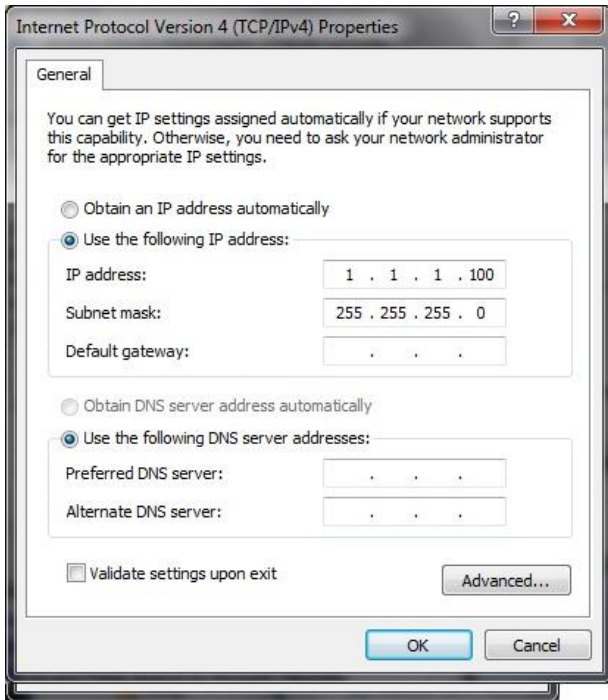 Internet Protocol Version 4 (TCP/IPv4) Properties
?
General
You can get IP settings assigned automatically if your network supports
this capability. Otherwise, you need to ask your network administrator
for the appropriate IP settings.
Obtain an IP address automatically
Use the following IP address:
IP address: 1 . 1 . 1 . 100
Subnet mask: 255 . 255 . 255 . 0
Default gateway: . . .
Obtain DNS server address automatically
Use the following DNS server addresses:
Preferred DNS server: . . .
Alternate DNS server: . . .
Validate settings upon exit
Advanced...
OK Cancel